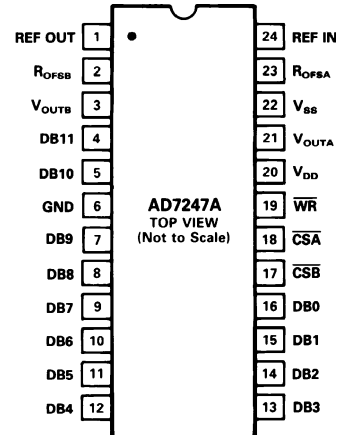 REF OUT 1 24 REF IN
ROFSB 2 23 ROFSA
VOUTB 3 22 VSS
DB11 4 21 VOUTA
DB10 5 20 VDD
GND 6 AD7247A 19 WR
TOP VIEW
DB9 7 (Not to Scale) 18 CSA
DB8 8 17 CSB
DB7 9 16 DB0
DB6 10 15 DB1
DB5 11 14 DB2
DB4 12 13 DB3